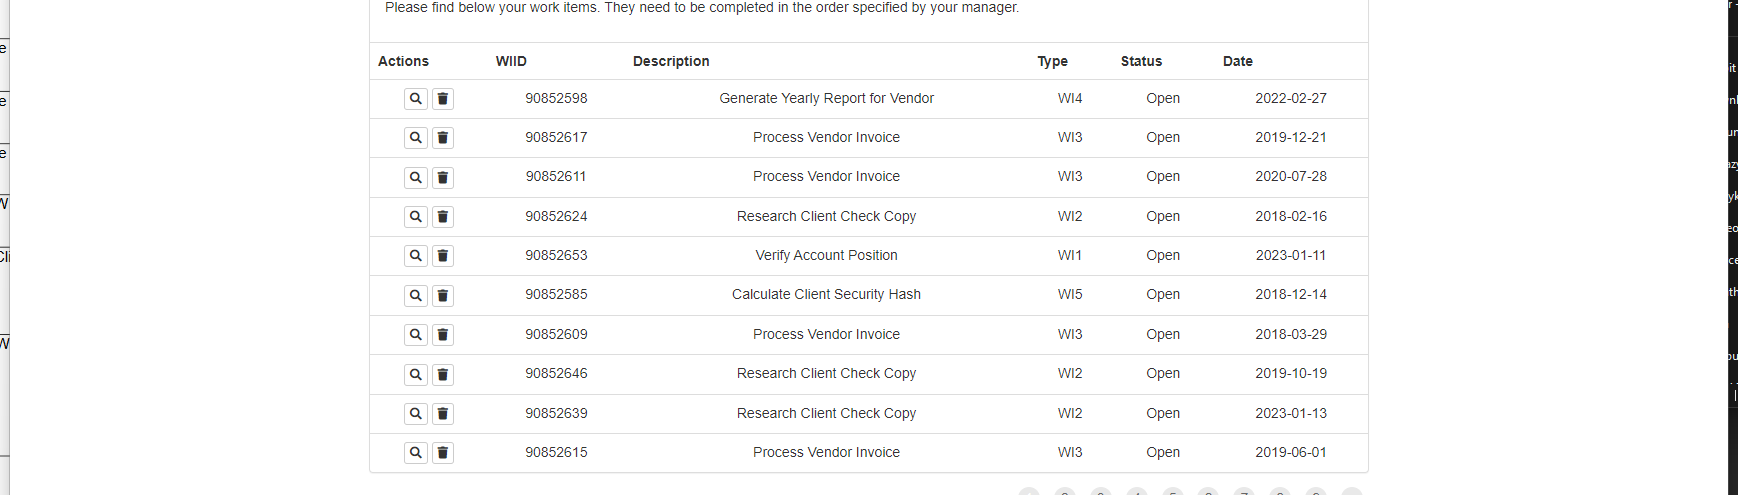 Please find below your work items. They need to be completed in the order specified by your manager.
Actions WIID Description Type Status Date
90852598 Generate Yearly Report for Vendor WI4 Open 2022-02-27
90852617 Process Vendor Invoice WI3 Open 2019-12-21
90852611 Process Vendor Invoice WI3 Open 2020-07-28
90852624 Research Client Check Copy WI2 Open 2018-02-16
90852653 Verify Account Position WI1 Open 2023-01-11
90852585 Calculate Client Security Hash WI5 Open 2018-12-14
90852609 Process Vendor Invoice WI3 Open 2018-03-29
90852646 Research Client Check Copy WI2 Open 2019-10-19
90852639 Research Client Check Copy WI2 Open 2023-01-13
90852615 Process Vendor Invoice WI3 Open 2019-06-01